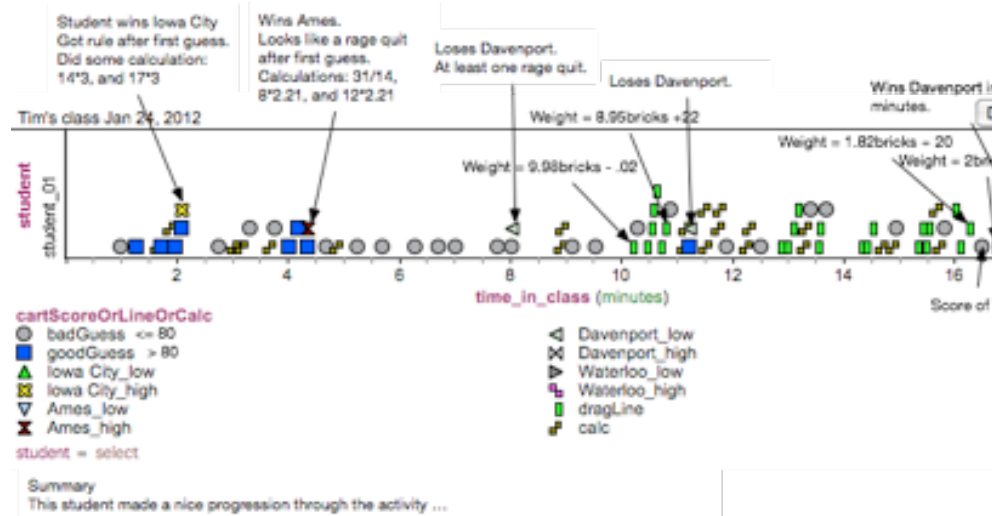 Student wins Iowa City
Got rule after first guess.
Did some calculation:
14*3, and 17*3
Wins Ames.
Looks like a rage quit
after first guess.
Calculations: 31/14,
8*2.21, and 12*2.21
Loses Davenport.
At least one rage quit.
Loses Davenport.
Wins Davenport i
minutes.
Tim's class Jan 24, 2012
Weight = 8.95bricks +22
Weight = 9.98bricks - .02
Weight = 1.82bricks + 20
Weight = 2bri
student
student_01
2 4 6 8 10 12 14 16
time_in_class (minutes)
Score of
cartScoreOrLineOrCalc
badGuess <= 80
goodGuess > 80
Iowa City_low
Iowa City_high
Ames_low
Ames_high
Davenport_low
Davenport_high
Waterloo_low
Waterloo_high
dragLine
calc
student = select
Summary
This student made a nice progression through the activity ...